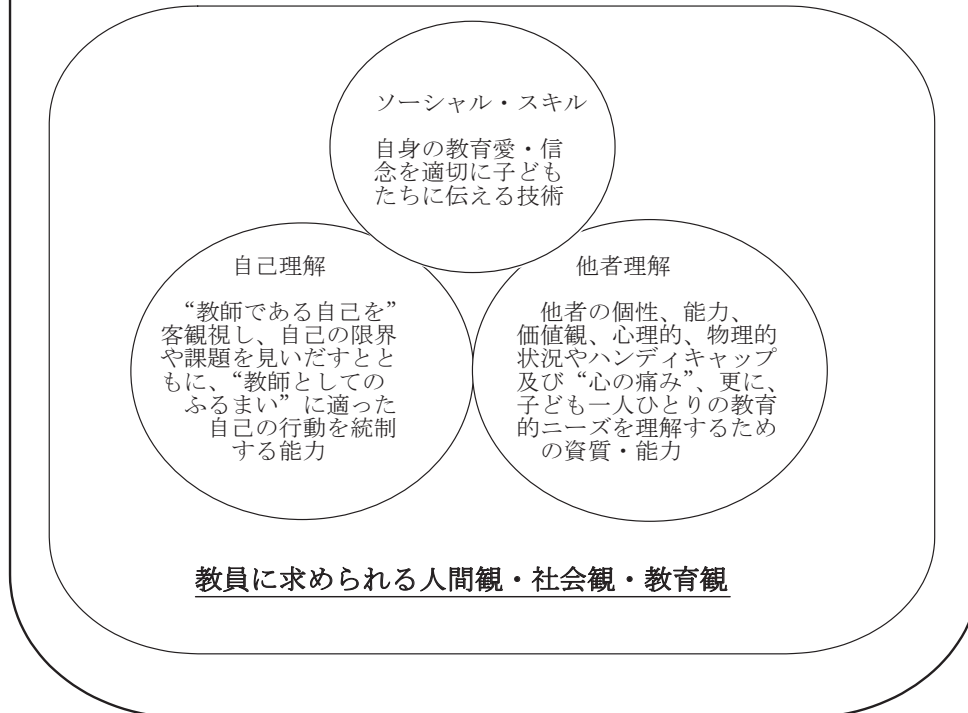 ソーシャル・スキル
自身の教育愛・信
念を適切に子ども
たちに伝える技術
自己理解
“教師である自己を”
客観視し、自己の限界
や課題を見いだすとと
もに、“教師としての
ふるまい”に適った
自己の行動を統制
する能力
他者理解
他者の個性、能力、
価値観、心理的、物理的
状況やハンディキャップ
及び“心の痛み”、更に、
子ども一人ひとりの教育
的ニーズを理解するため
の資質・能力
教員に求められる人間観・社会観・教育観